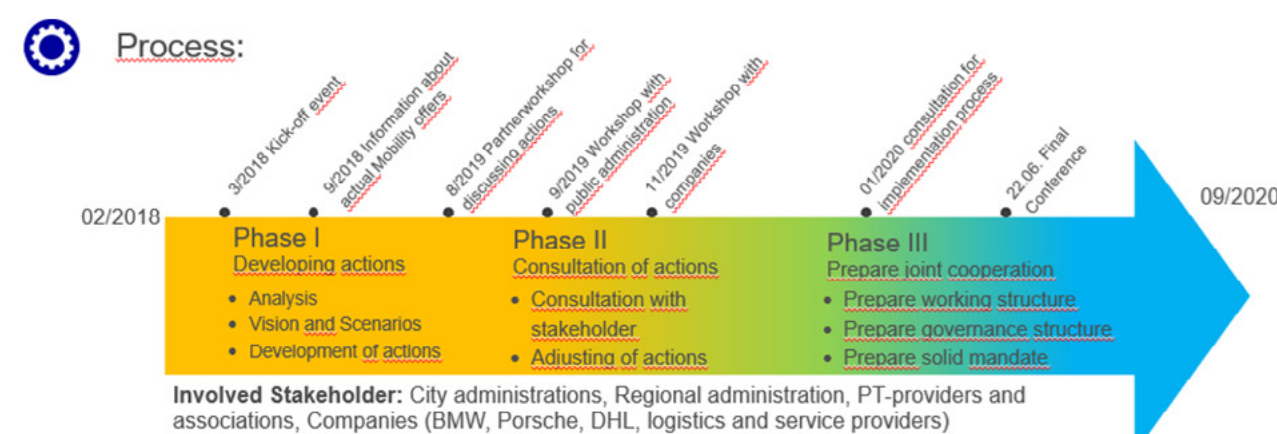 Process:
3/2018 Kick-off event
9/2018 Information about
actual Mobility offers
8/2019 Partnerworkshop for
discussing actions
9/2019 Workshop with
public administration
11/2019 Workshop with
companies
01/2020 consultation for
implementation process
22.06. Final
Conference
02/2018
09/2020
Phase I
Developing actions
• Analysis
• Vision and Scenarios
• Development of actions
Phase II
Consultation of actions
• Consultation with
stakeholder
• Adjusting of actions
Phase III
Prepare joint cooperation
• Prepare working structure
• Prepare governance structure
• Prepare solid mandate
Involved Stakeholder: City administrations, Regional administration, PT-providers and
associations, Companies (BMW, Porsche, DHL, logistics and service providers)